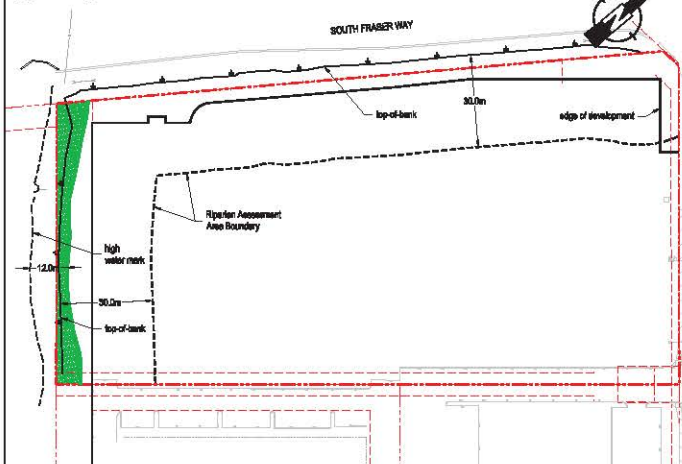 SOUTH FRASER WAY
top-of-bank
30.0m
edge of development
Riparian Assessment
Area Boundary
high
water mark
12.0m
30.0m
top-of-bank